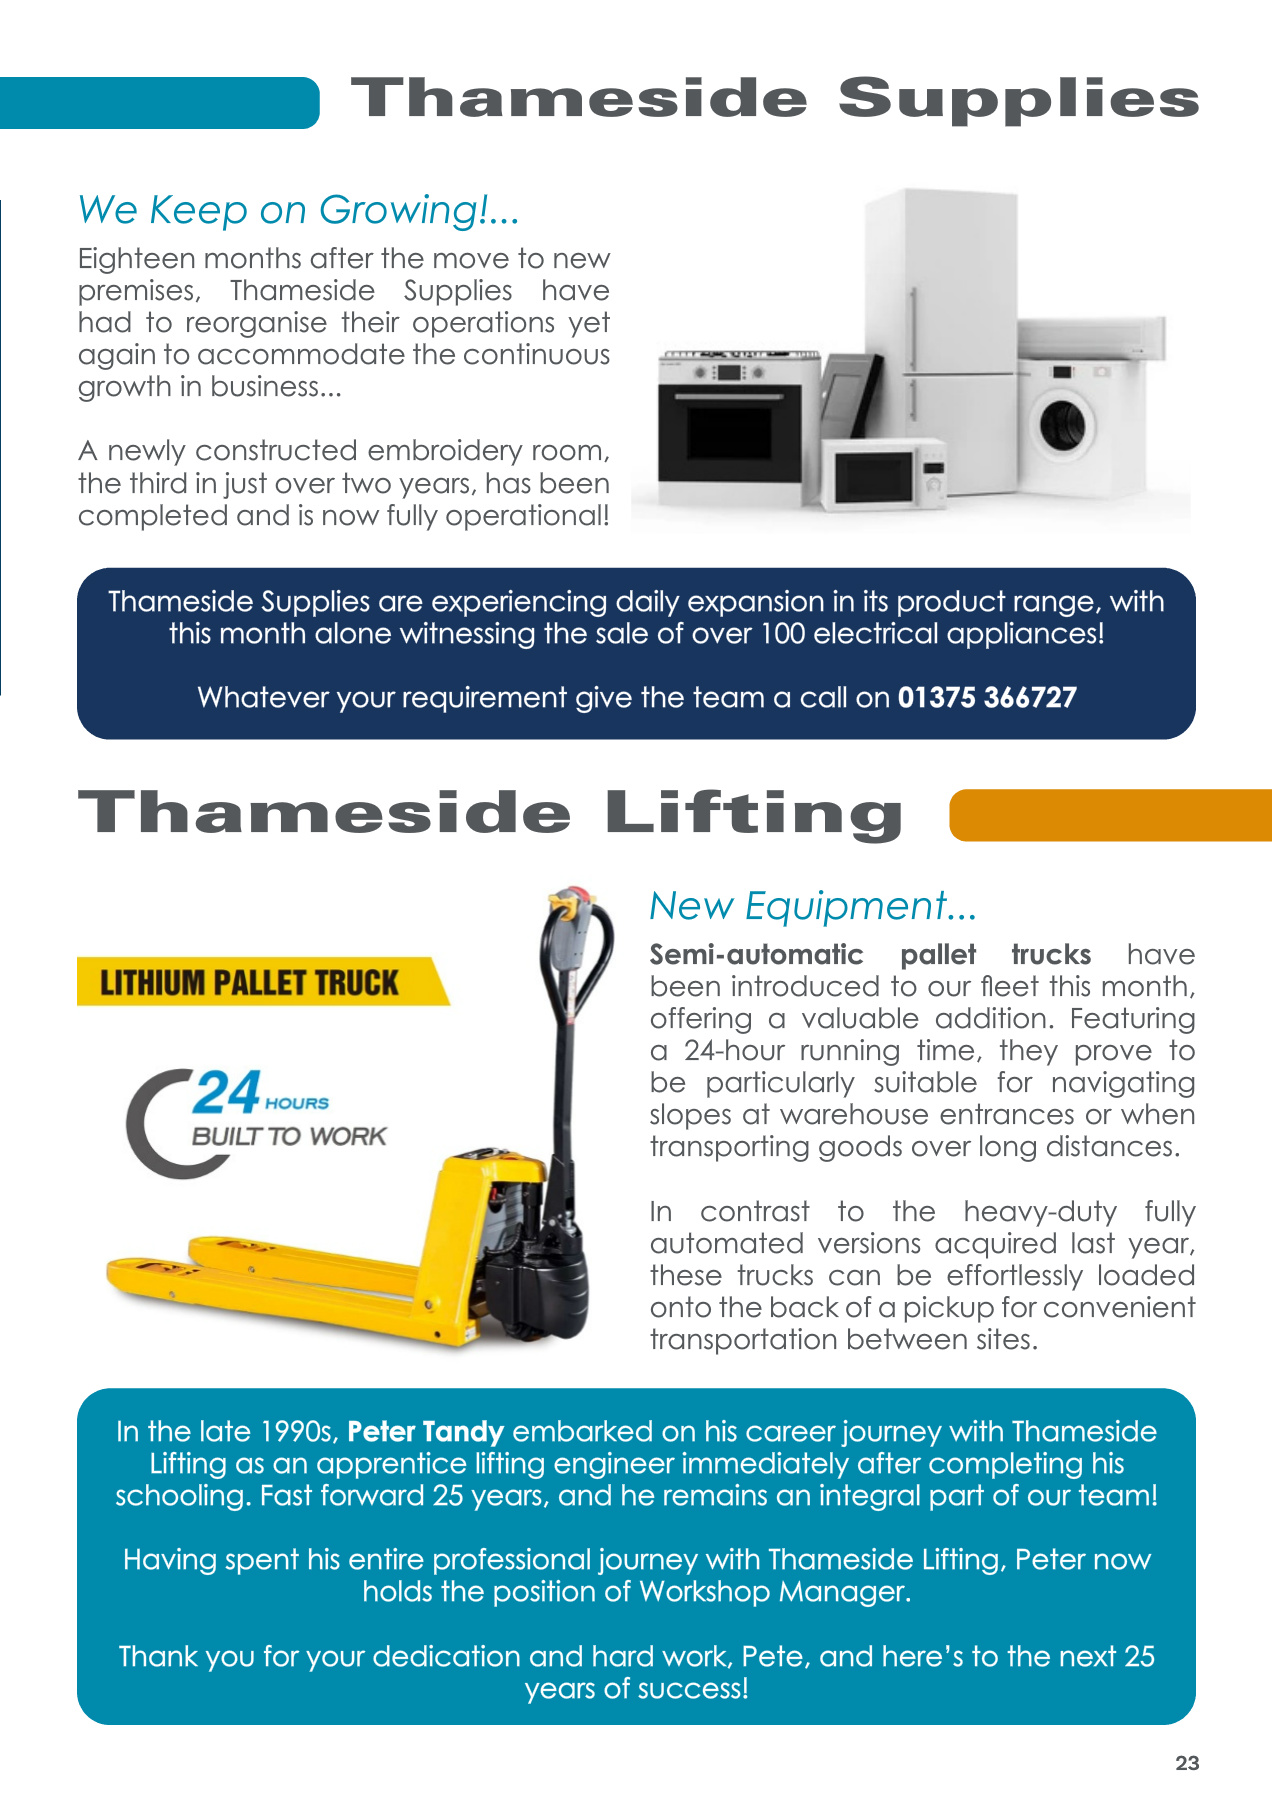 Thameside Supplies
We Keep on Growing!...
Eighteen months after the move to new
premises, Thameside Supplies have
had to reorganise their operations yet
again to accommodate the continuous
growth in business...
A newly constructed embroidery room,
the third in just over two years, has been
completed and is now fully operational!
Thameside Supplies are experiencing daily expansion in its product range, with
this month alone witnessing the sale of over 100 electrical appliances!
Whatever your requirement give the team a call on 01375 366727
Thameside Lifting
LITHIUM PALLET TRUCK
24 HOURS
BUILT TO WORK
New Equipment...
Semi-automatic pallet trucks have
been introduced to our fleet this month,
offering a valuable addition. Featuring
a 24-hour running time, they prove to
be particularly suitable for navigating
slopes at warehouse entrances or when
transporting goods over long distances.
In contrast to the heavy-duty fully
automated versions acquired last year,
these trucks can be effortlessly loaded
onto the back of a pickup for convenient
transportation between sites.
In the late 1990s, Peter Tandy embarked on his career journey with Thameside
Lifting as an apprentice lifting engineer immediately after completing his
schooling. Fast forward 25 years, and he remains an integral part of our team!
Having spent his entire professional journey with Thameside Lifting, Peter now
holds the position of Workshop Manager.
Thank you for your dedication and hard work, Pete, and here's to the next 25
years of success!
23